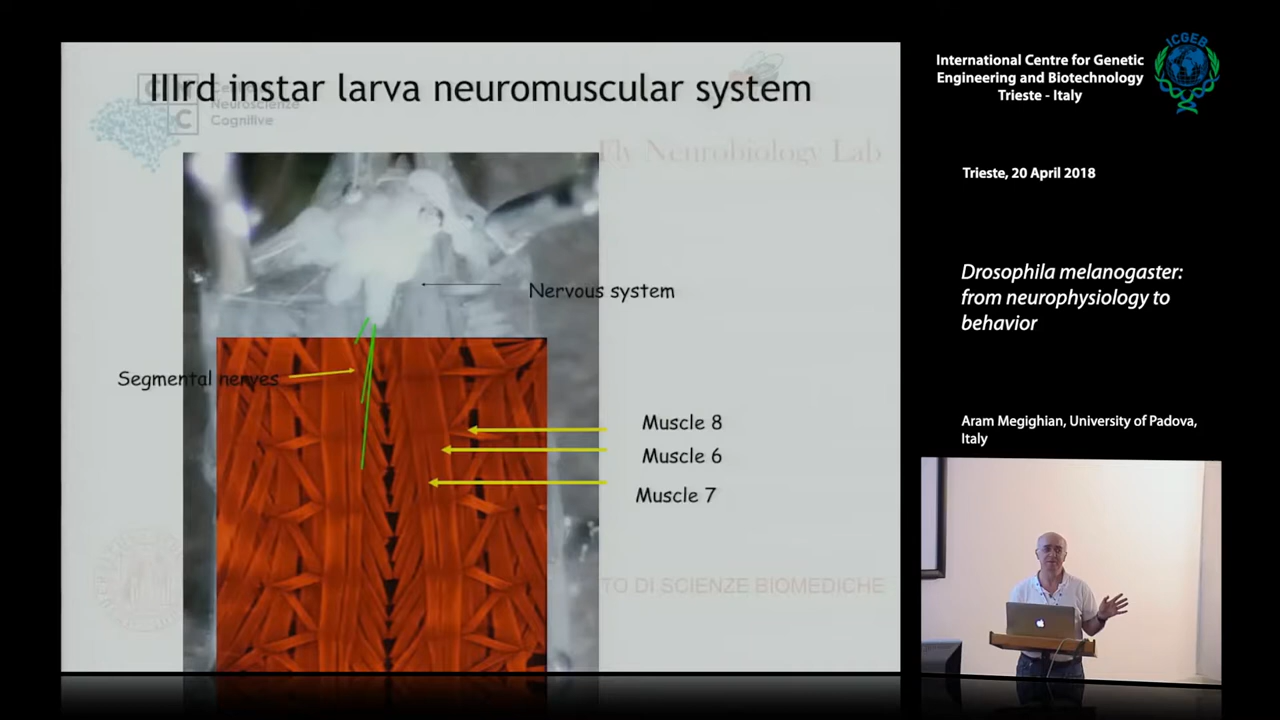 IIIrd instar larva neuromuscular system
Neuroscienze
Cognitive
Fly Neurobiology Lab
Nervous system
Segmental nerves
Muscle 8
Muscle 6
Muscle 7
TO DI SCIENZE BIOMEDICHE
ICGEB
International Centre for Genetic
Engineering and Biotechnology
Trieste - Italy
Trieste, 20 April 2018
Drosophila melanogaster:
from neurophysiology to
behavior
Aram Megighian, University of Padova,
Italy